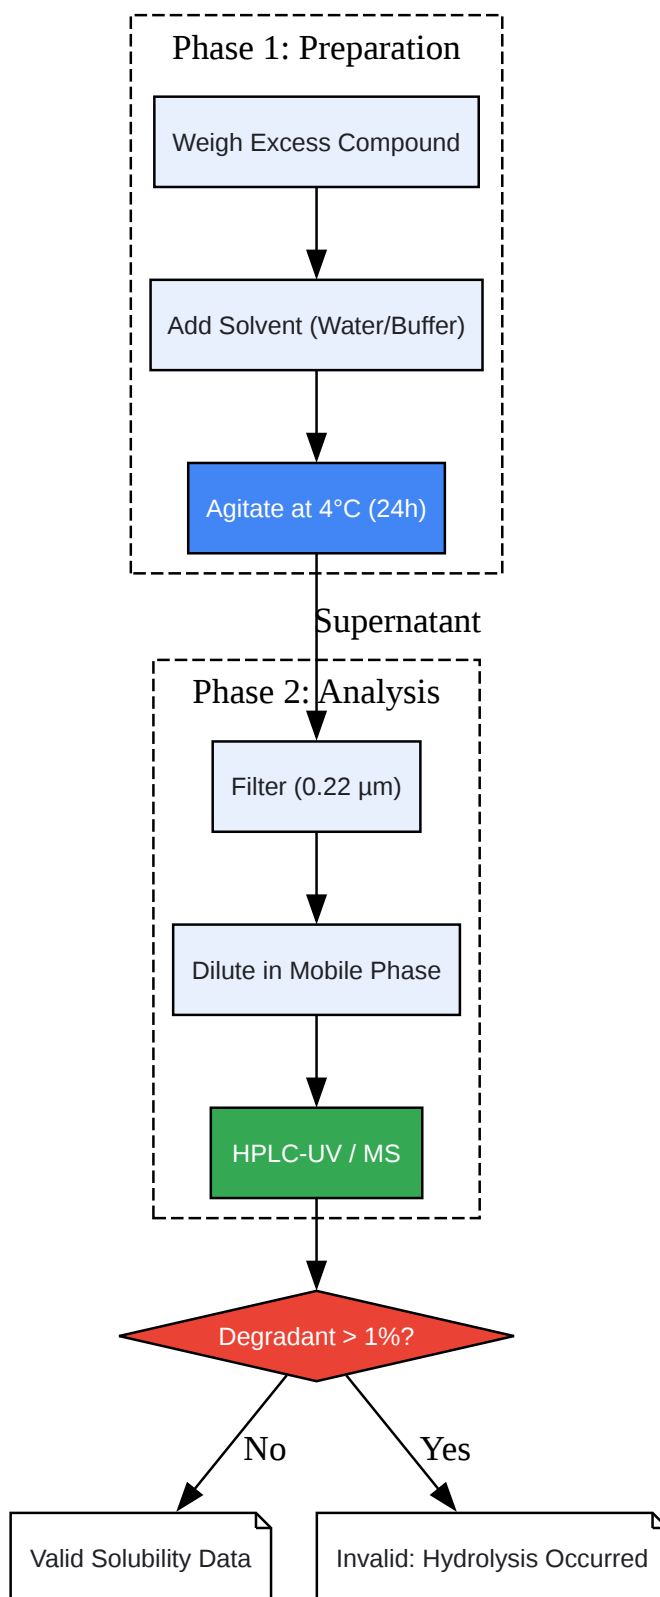 Phase 1: Preparation
Weigh Excess Compound
Add Solvent (Water/Buffer)
Agitate at 4°C (24h)
Supernatant
Phase 2: Analysis
Filter (0.22 µm)
Dilute in Mobile Phase
HPLC-UV / MS
Degradant > 1%?
No
Yes
Valid Solubility Data
Invalid: Hydrolysis Occurred